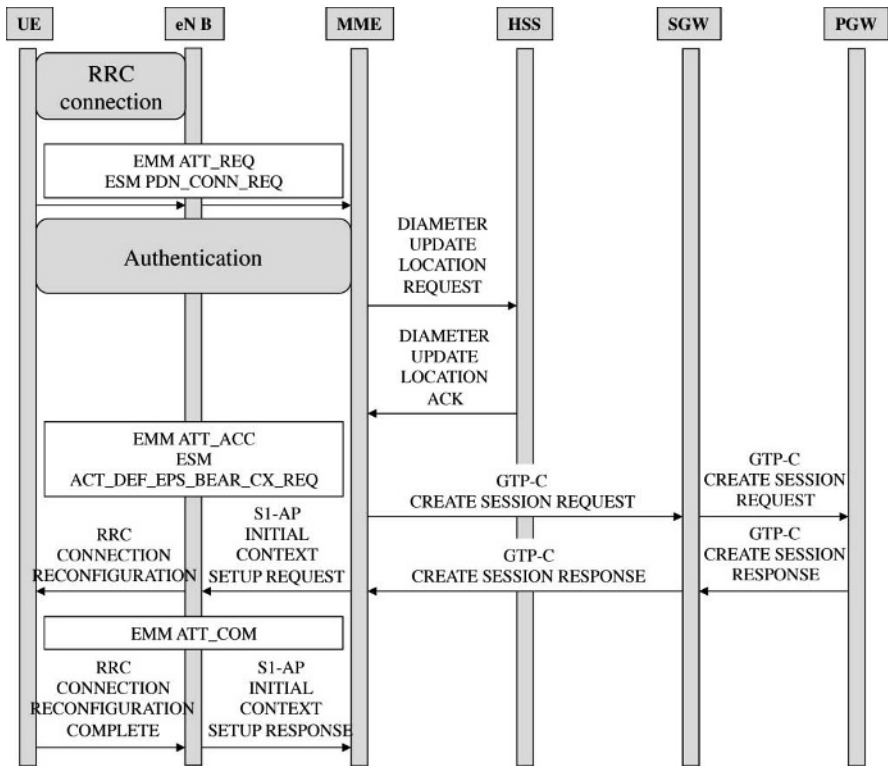 UE
eN B
MME
HSS
SGW
PGW
RRC
connection
EMM ATT_REQ
ESM PDN_CONN_REQ
Authentication
DIAMETER
UPDATE
LOCATION
REQUEST
DIAMETER
UPDATE
LOCATION
ACK
EMM ATT_ACC
ESM
ACT_DEF_EPS_BEAR_CX_REQ
GTP-C
CREATE SESSION REQUEST
GTP-C
CREATE SESSION
REQUEST
RRC
CONNECTION
RECONFIGURATION
S1-AP
INITIAL
CONTEXT
SETUP REQUEST
GTP-C
CREATE SESSION RESPONSE
GTP-C
CREATE SESSION
RESPONSE
EMM ATT_COM
RRC
CONNECTION
RECONFIGURATION
COMPLETE
S1-AP
INITIAL
CONTEXT
SETUP RESPONSE